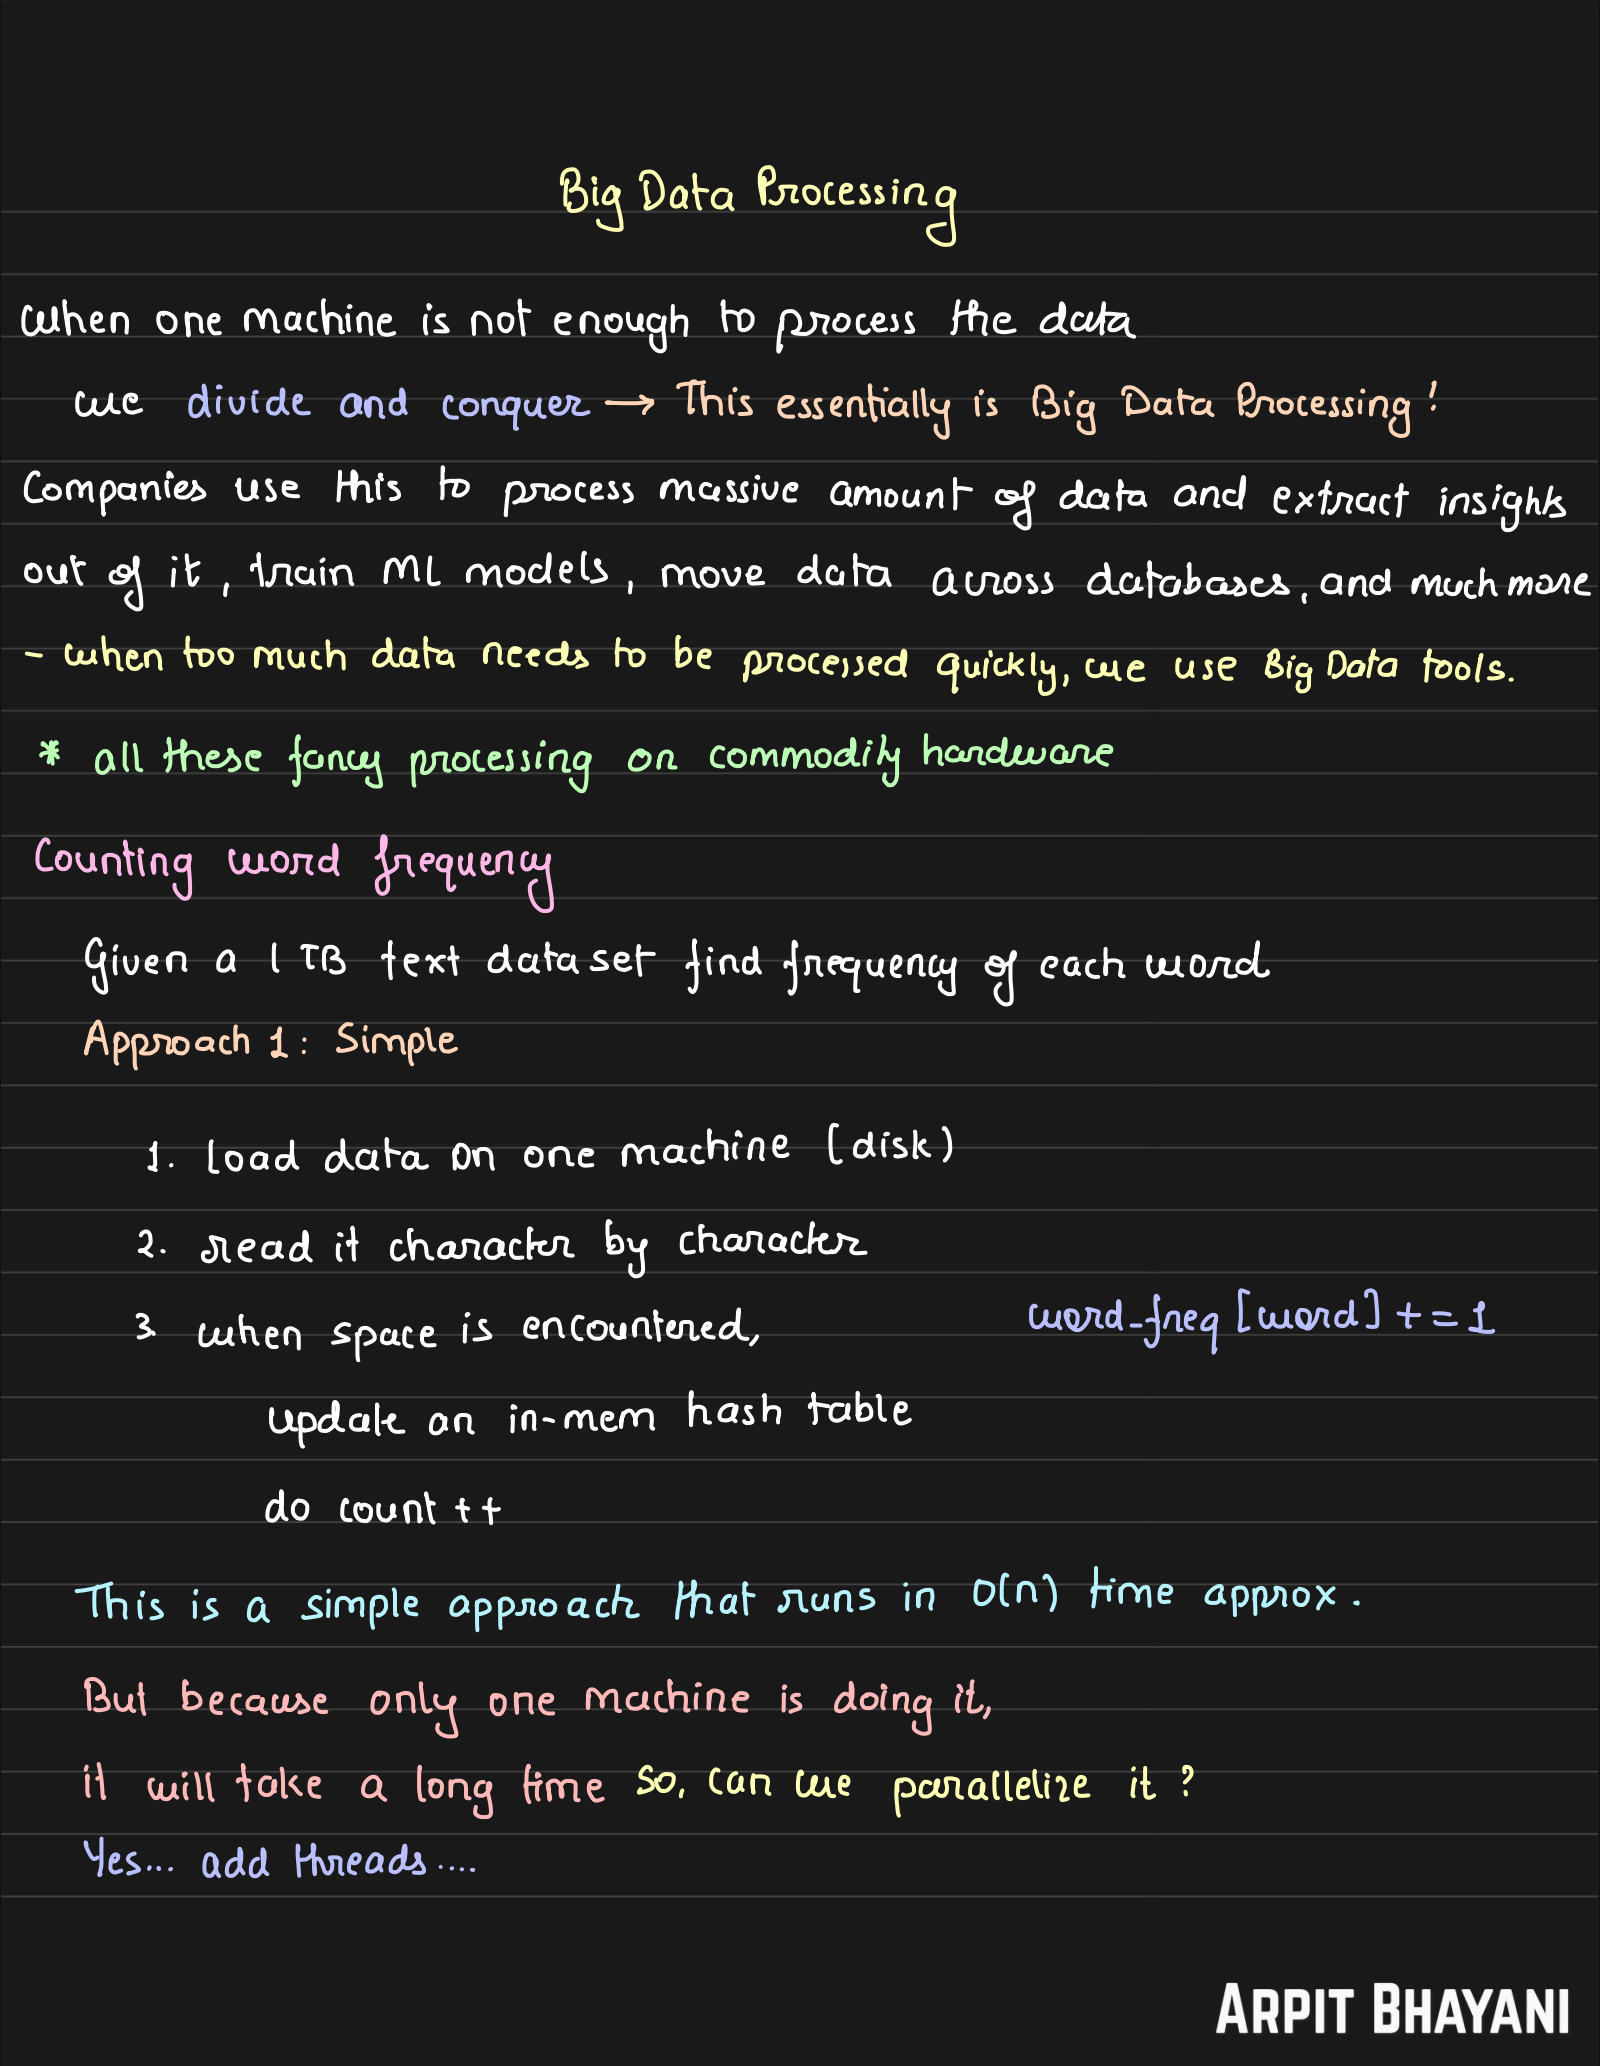 Big Data Processing
When one machine is not enough to process the data
we divide and conquer → This essentially is Big Data Processing!
Companies use this to process massive amount of data and extract insights
out of it, train ML models, move data across databases, and much more
- when too much data needs to be processed quickly, we use Big Data tools.
* all these fancy processing on commodity hardware
Counting word frequency
Given a 1 TB text dataset find frequency of each word
Approach 1: Simple
1. load data on one machine (disk)
2. read it character by character
3 when space is encountered, word_freq [word] += 1
update an in-mem hash table
do count ++
This is a simple approach that runs in O(n) time approx.
But because only one machine is doing it,
it will take a long time So, can we parallelize it?
Yes... add threads....
ARPIT BHAYANI